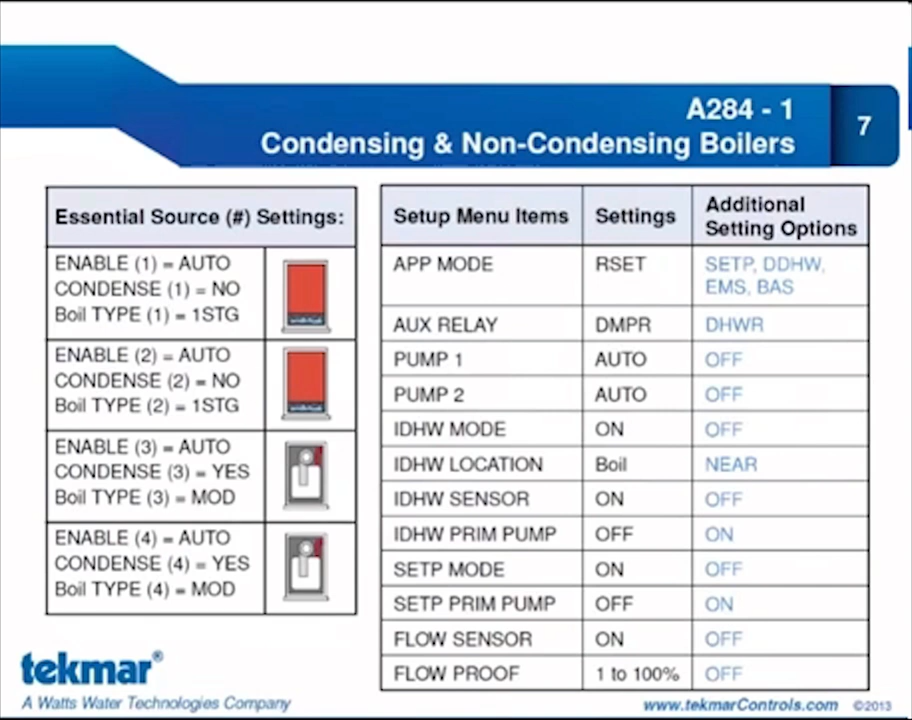 A284 - 1
Condensing & Non-Condensing Boilers
7
Essential Source (#) Settings:
ENABLE (1) = AUTO
CONDENSE (1) = NO
Boil TYPE (1) = 1STG
ENABLE (2) = AUTO
CONDENSE (2) = NO
Boil TYPE (2) = 1STG
ENABLE (3) = AUTO
CONDENSE (3) = YES
Boil TYPE (3) = MOD
ENABLE (4) = AUTO
CONDENSE (4) = YES
Boil TYPE (4) = MOD
Setup Menu Items Settings Additional Setting Options
APP MODE RSET SETP, DDHW, EMS, BAS
AUX RELAY DMPR DHWR
PUMP 1 AUTO OFF
PUMP 2 AUTO OFF
IDHW MODE ON OFF
IDHW LOCATION Boil NEAR
IDHW SENSOR ON OFF
IDHW PRIM PUMP OFF ON
SETP MODE ON OFF
SETP PRIM PUMP OFF ON
FLOW SENSOR ON OFF
FLOW PROOF 1 to 100% OFF
tekmar®
A Watts Water Technologies Company
www.tekmarControls.com ©2013